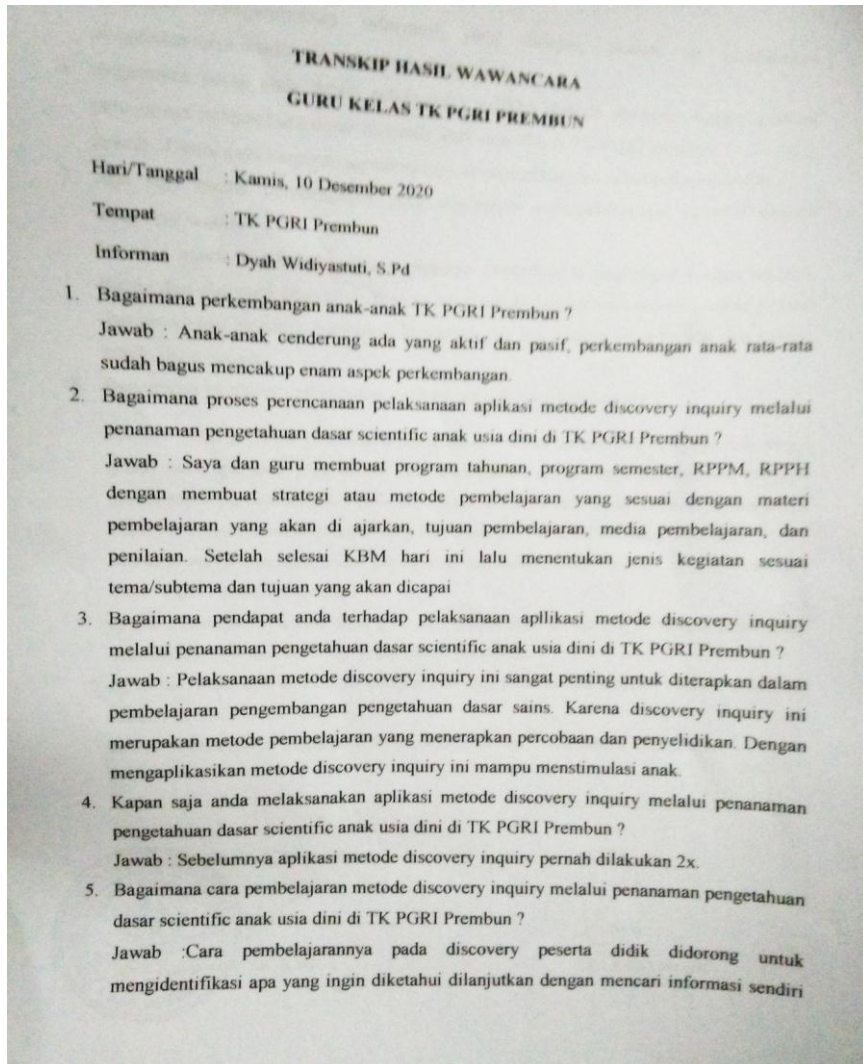 TRANSKIP HASIL WAWANCARA
GURU KELAS TK PGRI PREMBUN
Hari/Tanggal : Kamis, 10 Desember 2020
Tempat : TK PGRI Prembun
Informan : Dyah Widiyastuti, S.Pd
1. Bagaimana perkembangan anak-anak TK PGRI Prembun ?
Jawab : Anak-anak cenderung ada yang aktif dan pasif, perkembangan anak rata-rata
sudah bagus mencakup enam aspek perkembangan.
2. Bagaimana proses perencanaan pelaksanaan aplikasi metode discovery inquiry melalui
penanaman pengetahuan dasar scientific anak usia dini di TK PGRI Prembun ?
Jawab : Saya dan guru membuat program tahunan, program semester, RPPM, RPPH
dengan membuat strategi atau metode pembelajaran yang sesuai dengan materi
pembelajaran yang akan di ajarkan, tujuan pembelajaran, media pembelajaran, dan
penilaian. Setelah selesai KBM hari ini lalu menentukan jenis kegiatan sesuai
tema/subtema dan tujuan yang akan dicapai
3. Bagaimana pendapat anda terhadap pelaksanaan apllikasi metode discovery inquiry
melalui penanaman pengetahuan dasar scientific anak usia dini di TK PGRI Prembun ?
Jawab : Pelaksanaan metode discovery inquiry ini sangat penting untuk diterapkan dalam
pembelajaran pengembangan pengetahuan dasar sains. Karena discovery inquiry ini
merupakan metode pembelajaran yang menerapkan percobaan dan penyelidikan. Dengan
mengaplikasikan metode discovery inquiry ini mampu menstimulasi anak.
4. Kapan saja anda melaksanakan aplikasi metode discovery inquiry melalui penanaman
pengetahuan dasar scientific anak usia dini di TK PGRI Prembun ?
Jawab : Sebelumnya aplikasi metode discovery inquiry pernah dilakukan 2x.
5. Bagaimana cara pembelajaran metode discovery inquiry melalui penanaman pengetahuan
dasar scientific anak usia dini di TK PGRI Prembun ?
Jawab :Cara pembelajarannya pada discovery peserta didik didorong untuk
mengidentifikasi apa yang ingin diketahui dilanjutkan dengan mencari informasi sendiri